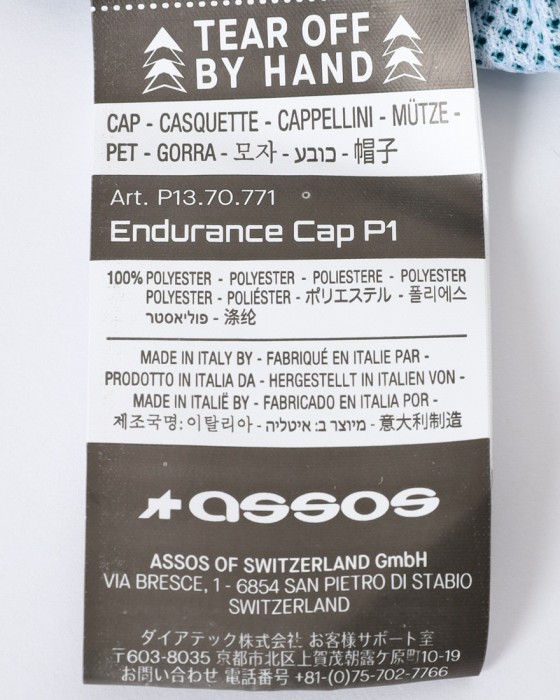 TEAR OFF
BY HAND
CAP - CASQUETTE - CAPPELLINI - MÜTZE -
PET - GORRA - 모자 - כובע - 帽子
Art. P13.70.771
Endurance Cap P1
100% POLYESTER - POLYESTER - POLIESTERE - POLYESTER
POLYESTER - POLIÉSTER - ポリエステル - 폴리에스
פוליאסטר - 涤纶
MADE IN ITALY BY - FABRIQUÉ EN ITALIE PAR -
PRODOTTO IN ITALIA DA - HERGESTELLT IN ITALIEN VON -
MADE IN ITALIË BY - FABRICADO EN ITALIA POR -
제조국명: 이탈리아 - מיוצר ב: איטליה - 意大利制造
assos
ASSOS OF SWITZERLAND GmbH
VIA BRESCE, 1 - 6854 SAN PIETRO DI STABIO
SWITZERLAND
ダイアテック株式会社 お客様サポート室
〒603-8035 京都市北区上賀茂朝露ケ原町10-19
お問い合わせ 電話番号 +81-(0)75-702-7766